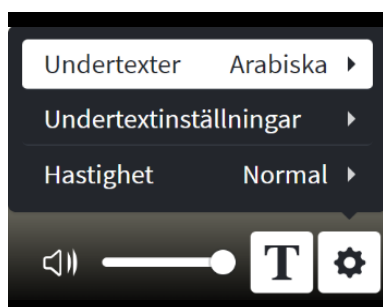 Undertexter Arabiska
Undertextinställningar
Hastighet Normal
T